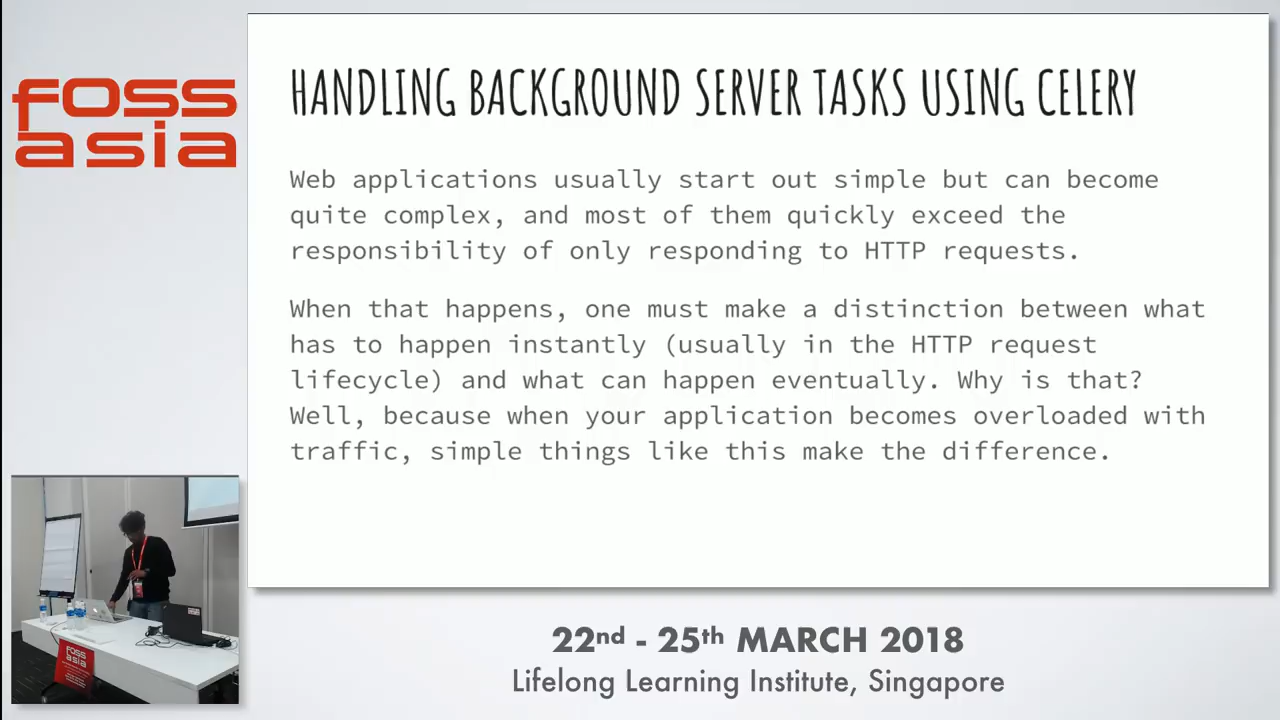 foss
asia
HANDLING BACKGROUND SERVER TASKS USING CELERY
Web applications usually start out simple but can become
quite complex, and most of them quickly exceed the
responsibility of only responding to HTTP requests.
When that happens, one must make a distinction between what
has to happen instantly (usually in the HTTP request
lifecycle) and what can happen eventually. Why is that?
Well, because when your application becomes overloaded with
traffic, simple things like this make the difference.
FOSS
ASIA
22nd - 25th MARCH 2018
Lifelong Learning Institute, Singapore